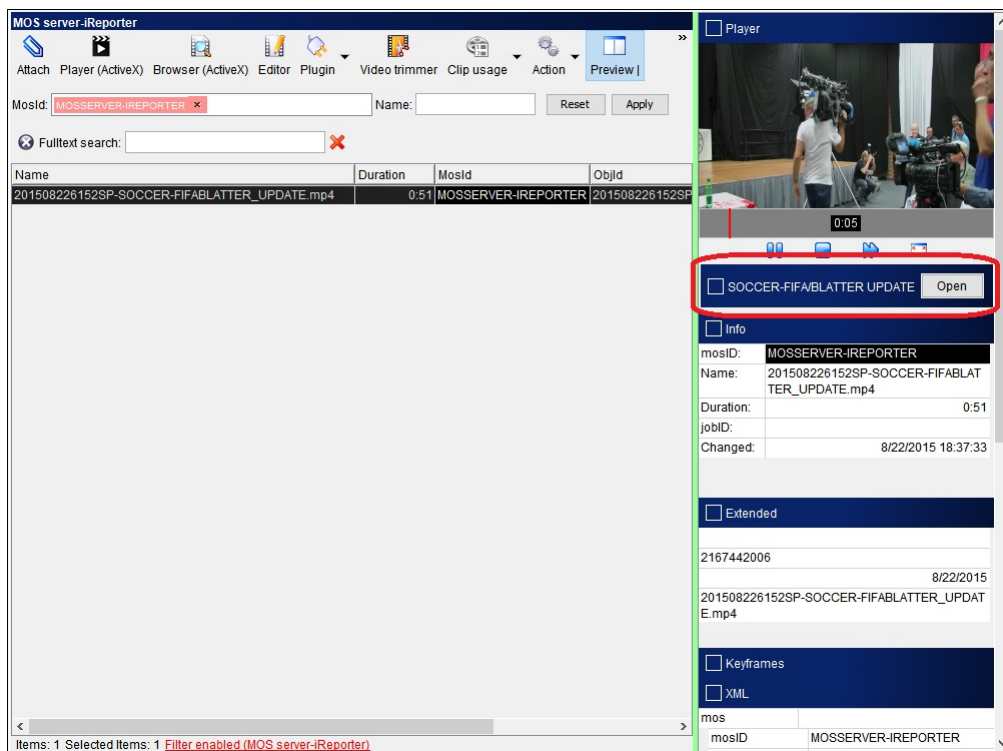 MOS server-iReporter
Attach Player (ActiveX) Browser (ActiveX) Editor Plugin Video trimmer Clip usage Action Preview | »
MosId: MOSSERVER-IREPORTER × Name: Reset Apply
Fulltext search:
Name Duration MosId ObjId
201508226152SP-SOCCER-FIFABLATTER_UPDATE.mp4 0:51 MOSSERVER-IREPORTER 201508226152SP
Items: 1 Selected Items: 1 Filter enabled (MOS server-iReporter)
Player
0:05
SOCCER-FIFA/BLATTER UPDATE Open
Info
mosID: MOSSERVER-IREPORTER
Name: 201508226152SP-SOCCER-FIFABLAT
TER_UPDATE.mp4
Duration: 0:51
jobID:
Changed: 8/22/2015 18:37:33
Extended
2167442006
8/22/2015
201508226152SP-SOCCER-FIFABLATTER_UPDAT
E.mp4
Keyframes
XML
mos
mosID MOSSERVER-IREPORTER